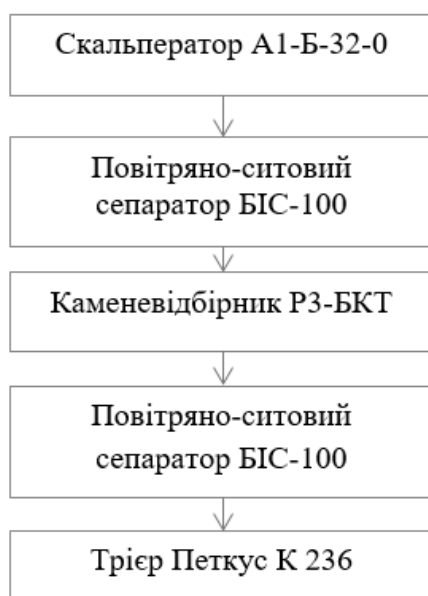 Скальператор А1-Б-32-0
Повітряно-ситовий
сепаратор БІС-100
Каменевідбірник Р3-БКТ
Повітряно-ситовий
сепаратор БІС-100
Трієр Петкус К 236